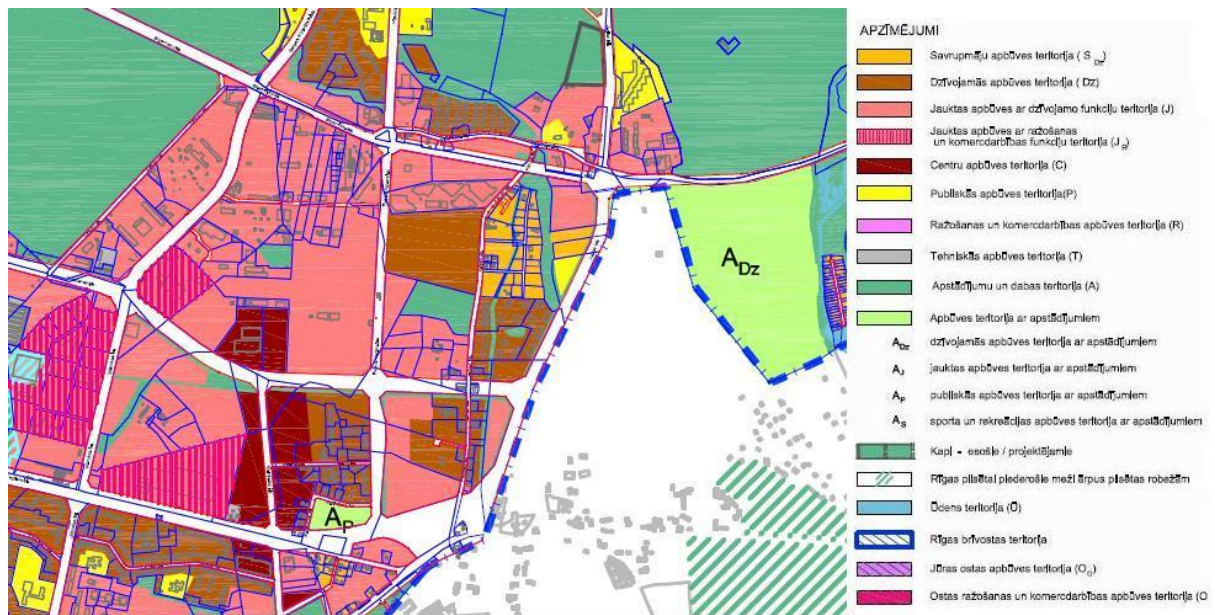 APZĪMĒJUMI
Savrupmāju apbūves teritorija ( S Dz )
Dzīvojamās apbūves teritorija ( Dz)
Jauktas apbūves ar dzīvojamo funkciju teritorija (J)
Jauktas apbūves ar ražošanas
un komercdarbības funkciju teritorija (J R)
Centru apbūves teritorija (C)
Publiskās apbūves teritorija(P)
Ražošanas un komercdarbības apbūves teritorija (R)
Tehniskās apbūves teritorija (T)
Apstādījumu un dabas teritorija (A)
Apbūves teritorija ar apstādījumiem
A Dz dzīvojamās apbūves teritorija ar apstādījumiem
A J jauktas apbūves teritorija ar apstādījumiem
A P publiskās apbūves teritorija ar apstādījumiem
A S sporta un rekreācijas apbūves teritorija ar apstādījumiem
Kapi - esošie / projektējamie
Rīgas pilsētai piederošie meži ārpus pilsētas robežām
Ūdens teritorija (Ū)
Rīgas brīvostas teritorija
Jūras ostas apbūves teritorija (O O)
Ostas ražošanas un komercdarbības apbūves teritorija (O
A Dz
A P